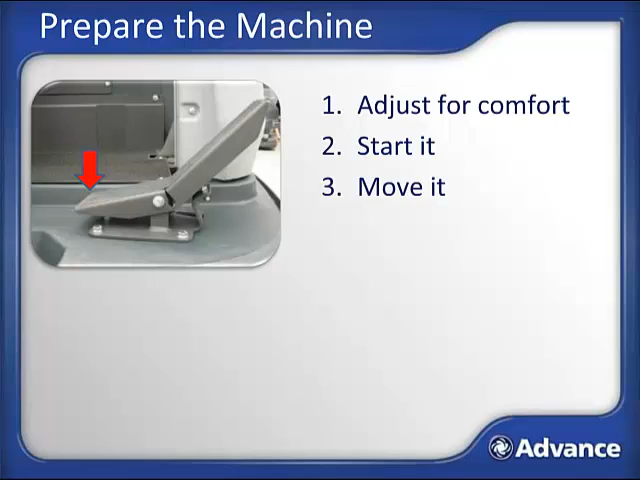 Prepare the Machine
1. Adjust for comfort
2. Start it
3. Move it
Advance